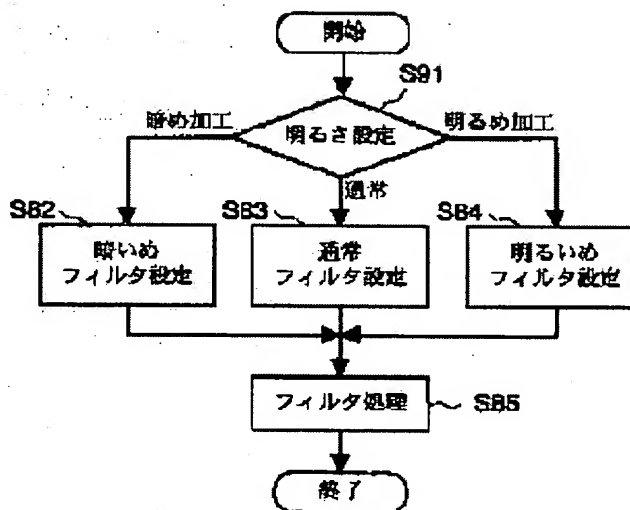 開始
S91
暗め加工
明るさ設定
明るめ加工
通常
S82
S83
S84
暗いめ
フィルタ設定
通常
フィルタ設定
明るいめ
フィルタ設定
フィルタ処理
S85
終了